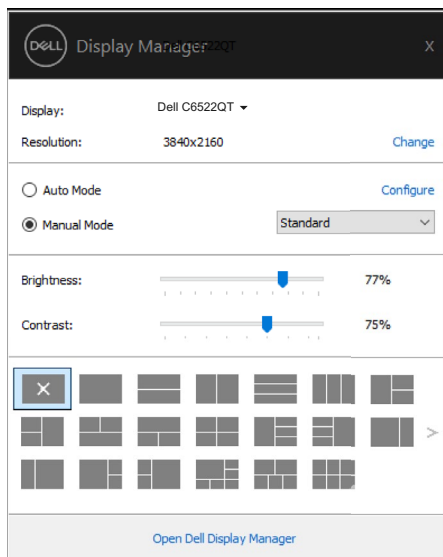 DELL Display Manager
X
Display: Dell C6522QT
Resolution: 3840x2160 Change
Auto Mode Configure
Manual Mode Standard
Brightness: 77%
Contrast: 75%
Open Dell Display Manager